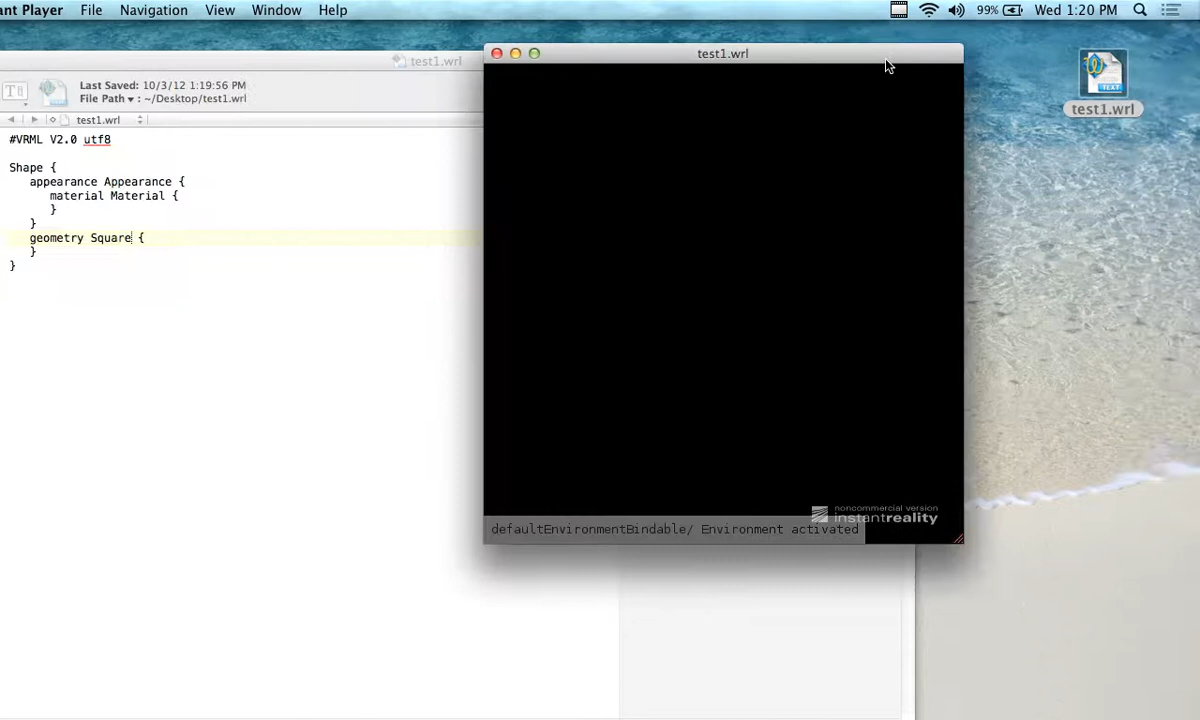 ant Player File Navigation View Window Help 99% Wed 1:20 PM
test1.wrl
Last Saved: 10/3/12 1:19:56 PM
File Path ▾ : ~/Desktop/test1.wrl
test1.wrl
#VRML V2.0 utf8
Shape {
appearance Appearance {
material Material {
}
}
geometry Square {
}
}
test1.wrl
noncommercial version
instantreality
defaultEnvironmentBindable/ Environment activated
TEXT
test1.wrl